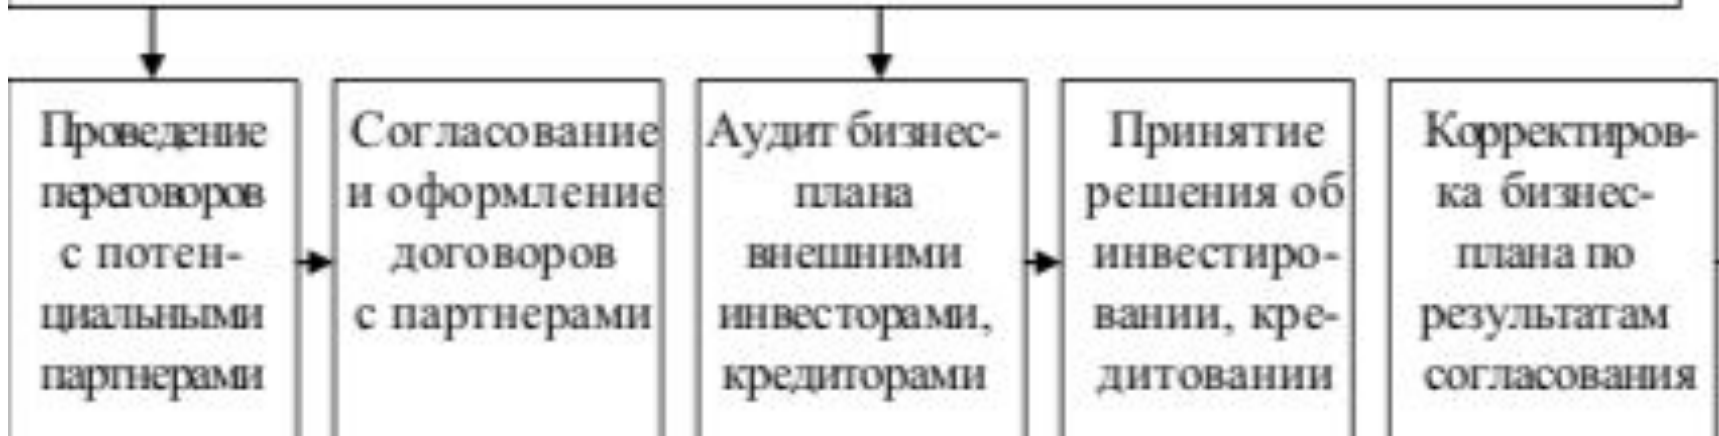 Проведение
переговоров
с потен-
циальными
партнерами
Согласование
и оформление
договоров
с партнерами
Аудит бизнес-
плана
внешними
инвесторами,
кредиторами
Принятие
решения об
инвестиро-
вании, кре-
дитовании
Корректиров-
ка бизнес-
плана по
результатам
согласования